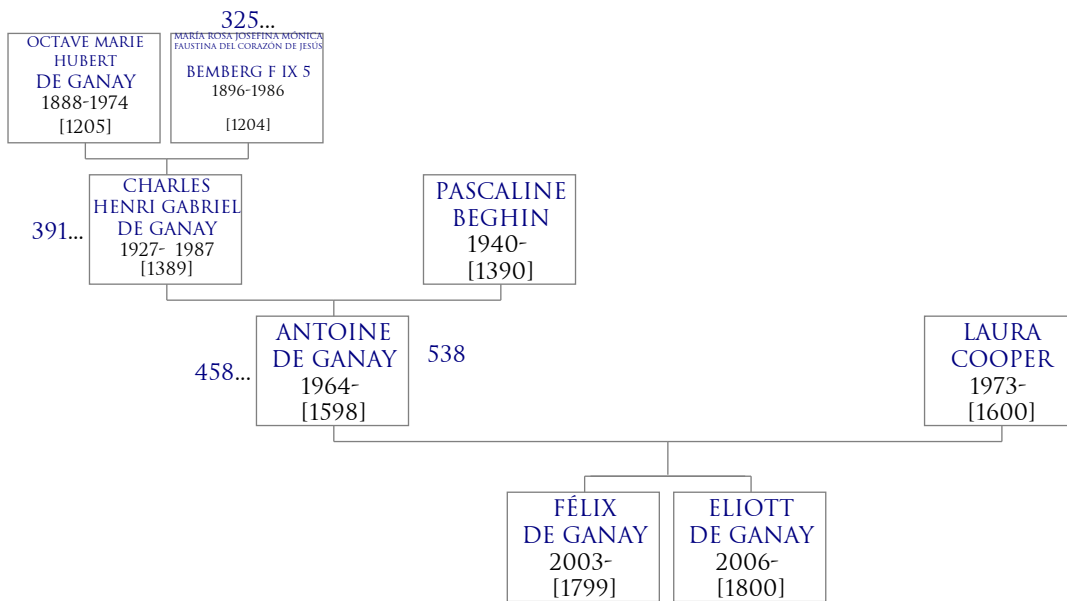 325...
OCTAVE MARIE
HUBERT
DE GANAY
1888-1974
[1205]
MARÍA ROSA JOSEFINA MÓNICA
FAUSTINA DEL CORAZÓN DE JESÚS
BEMBERG F IX 5
1896-1986
[1204]
391...
CHARLES
HENRI GABRIEL
DE GANAY
1927- 1987
[1389]
PASCALINE
BEGHIN
1940-
[1390]
458...
ANTOINE
DE GANAY
1964-
[1598]
538
LAURA
COOPER
1973-
[1600]
FÉLIX
DE GANAY
2003-
[1799]
ELIOTT
DE GANAY
2006-
[1800]